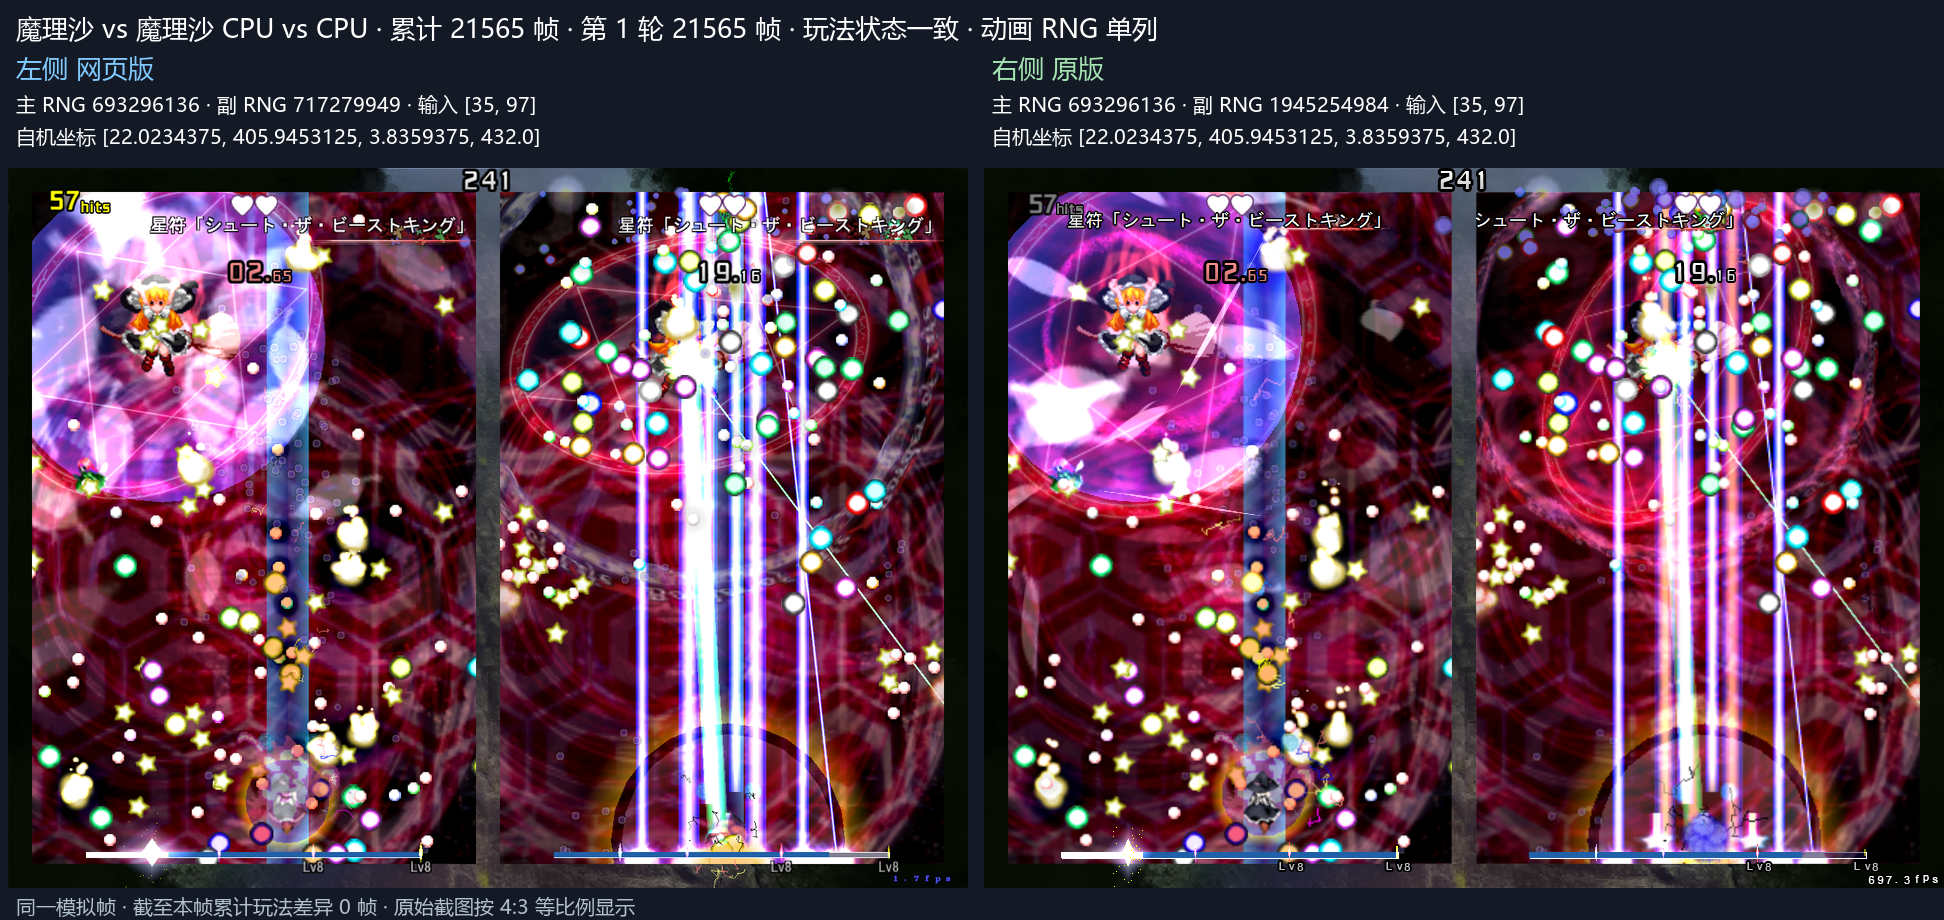 魔理沙 vs 魔理沙 CPU vs CPU · 累计 21565 帧 · 第 1 轮 21565 帧 · 玩法状态一致 · 动画 RNG 单列
左侧 网页版
主 RNG 693296136 · 副 RNG 717279949 · 输入 [35, 97]
自机坐标 [22.0234375, 405.9453125, 3.8359375, 432.0]
右侧 原版
主 RNG 693296136 · 副 RNG 1945254984 · 输入 [35, 97]
自机坐标 [22.0234375, 405.9453125, 3.8359375, 432.0]
241
57hits
星符「シュート・ザ・ビーストキング」
星符「シュート・ザ・ビーストキング」
02.65
19.16
Lv8
Lv8
Lv8
Lv8
1.7fps
241
57hits
星符「シュート・ザ・ビーストキング」
シュート・ザ・ビーストキング」
02.65
19.16
Lv8
Lv8
Lv8
Lv8
697.3fps
同一模拟帧 · 截至本帧累计玩法差异 0 帧 · 原始截图按 4:3 等比例显示